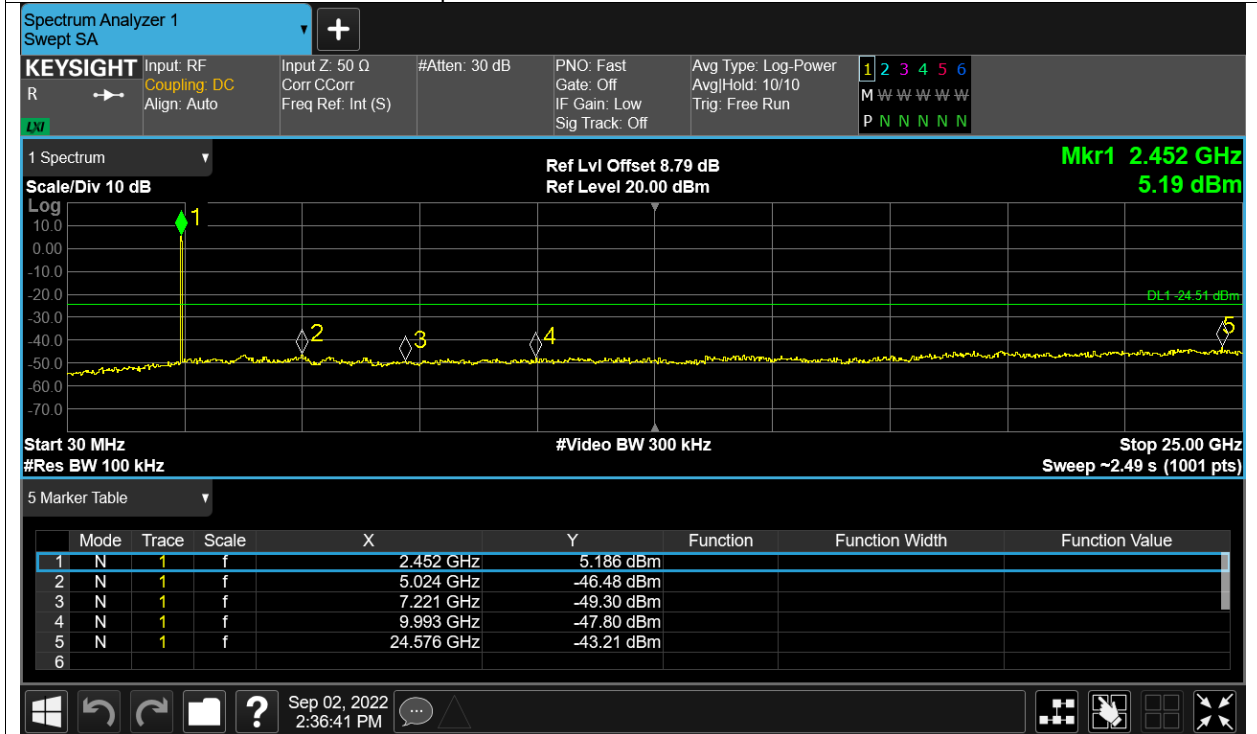 Spectrum Analyzer 1
Swept SA
+
KEYSIGHT Input: RF Input Z: 50 Ω #Atten: 30 dB PNO: Fast Avg Type: Log-Power 1 2 3 4 5 6
R Coupling: DC Corr CCorr Gate: Off Avg|Hold: 10/10 M W W W W W
Align: Auto Freq Ref: Int (S) IF Gain: Low Trig: Free Run
LXI Sig Track: Off P N N N N N
1 Spectrum Ref Lvl Offset 8.79 dB Mkr1 2.452 GHz
Scale/Div 10 dB Ref Level 20.00 dBm 5.19 dBm
Log 1
10.0
0.00
-10.0
-20.0 DL1 -24.51 dBm
-30.0
-40.0 2 3 4 5
-50.0
-60.0
-70.0
Start 30 MHz #Video BW 300 kHz Stop 25.00 GHz
#Res BW 100 kHz Sweep ~2.49 s (1001 pts)
5 Marker Table
Mode Trace Scale X Y Function Function Width Function Value
1 N 1 f 2.452 GHz 5.186 dBm
2 N 1 f 5.024 GHz -46.48 dBm
3 N 1 f 7.221 GHz -49.30 dBm
4 N 1 f 9.993 GHz -47.80 dBm
5 N 1 f 24.576 GHz -43.21 dBm
6
? Sep 02, 2022
2:36:41 PM